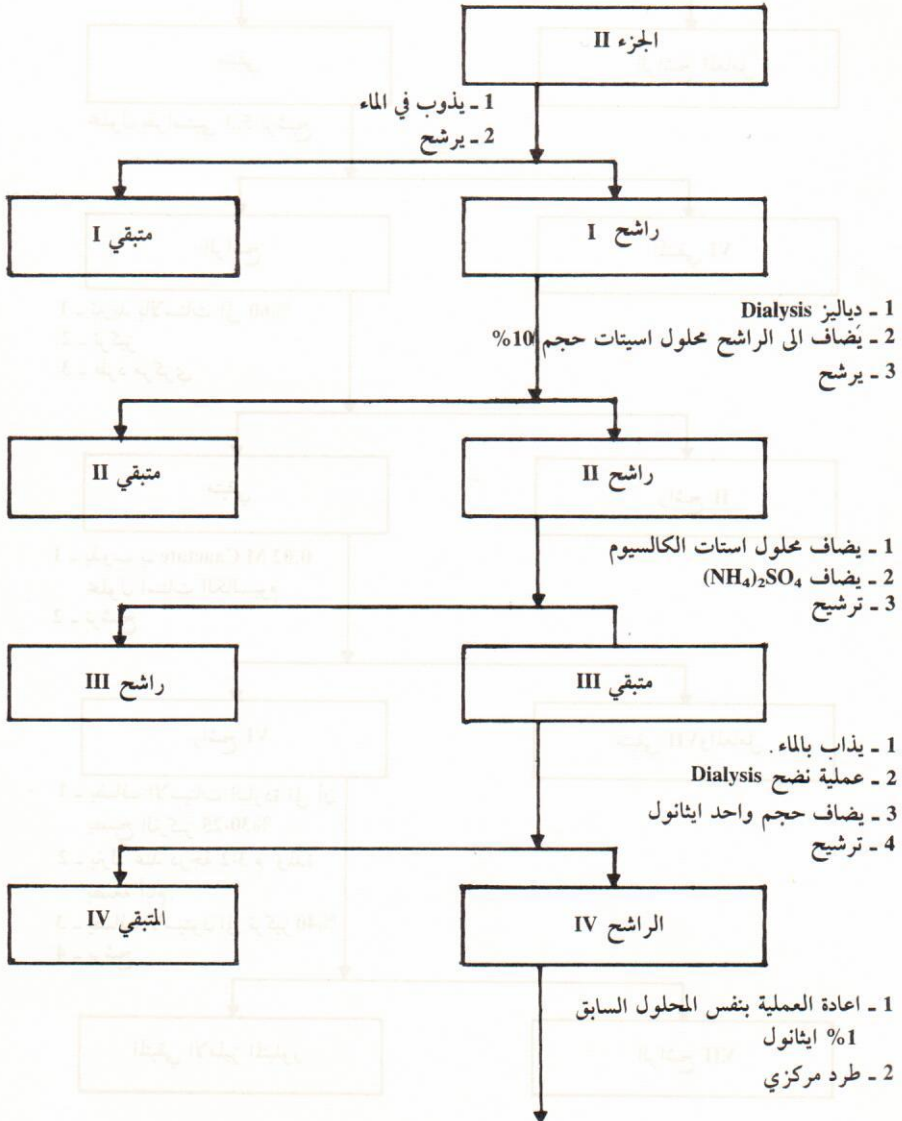 الجزء II
1 - يذوب في الماء
2 - يرشح
راشح I
متبقي I
1 - دِياليز Dialysis
2 - يَضاف الى الراشح محلول اسيتات حجم 10%
3 - يرشح
راشح II
متبقي II
1 - يضاف محلول استات الكالسيوم
2 - يضاف (NH₄)₂SO₄
3 - ترشيح
متبقي III
راشح III
1 - يذاب بالماء .
2 - عملية نضح Dialysis
3 - يضاف حجم واحد ايثانول
4 - ترشيح
الراشح IV
المتبقي IV
1 - اعادة العملية بنفس المحلول السابق
1% ايثانول
2 - طرد مركزي